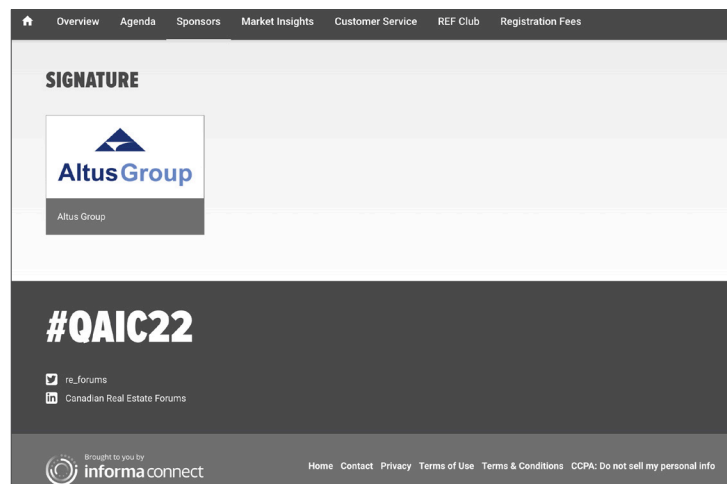 Overview Agenda Sponsors Market Insights Customer Service REF Club Registration Fees
SIGNATURE
Altus Group
Altus Group
#QAIC22
re_forums
Canadian Real Estate Forums
Brought to you by
informa connect
Home Contact Privacy Terms of Use Terms & Conditions CCPA: Do not sell my personal info